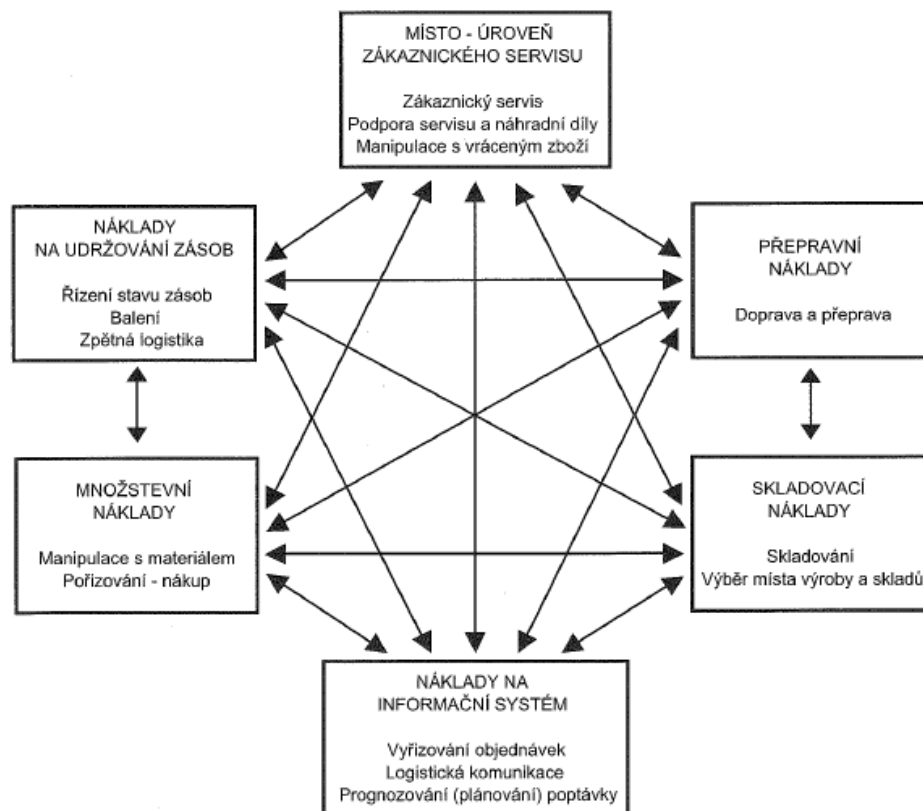 MÍSTO - ÚROVEŇ
ZÁKAZNICKÉHO SERVISU
Zákaznický servis
Podpora servisu a náhradní díly
Manipulace s vráceným zboží
NÁKLADY
NA UDRŽOVÁNÍ ZÁSOB
Řízení stavu zásob
Balení
Zpětná logistika
PŘEPRAVNÍ
NÁKLADY
Doprava a přeprava
MNOŽSTEVNÍ
NÁKLADY
Manipulace s materiálem
Pořizování - nákup
SKLADOVACÍ
NÁKLADY
Skladování
Výběr místa výroby a skladů
NÁKLADY NA
INFORMAČNÍ SYSTÉM
Vyřizování objednávek
Logistická komunikace
Prognozování (plánování) poptávky